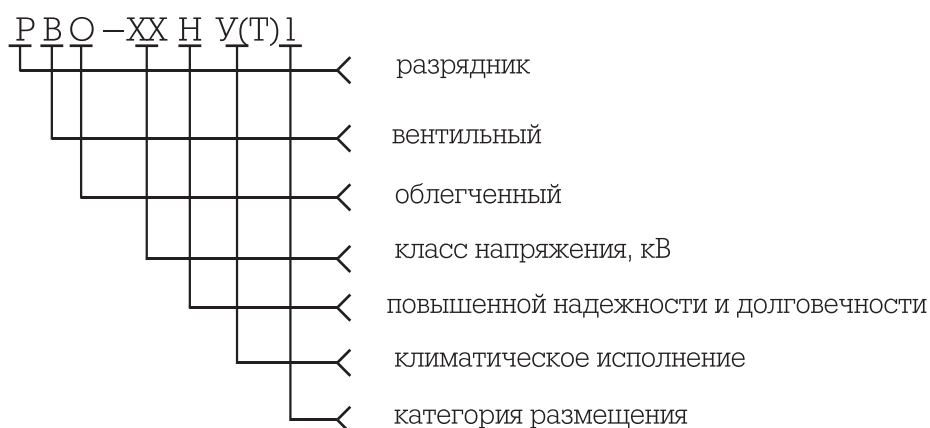 РВО–ХХ Н У(Т)1
разрядник
вентильный
облегченный
класс напряжения, кВ
повышенной надежности и долговечности
климатическое исполнение
категория размещения